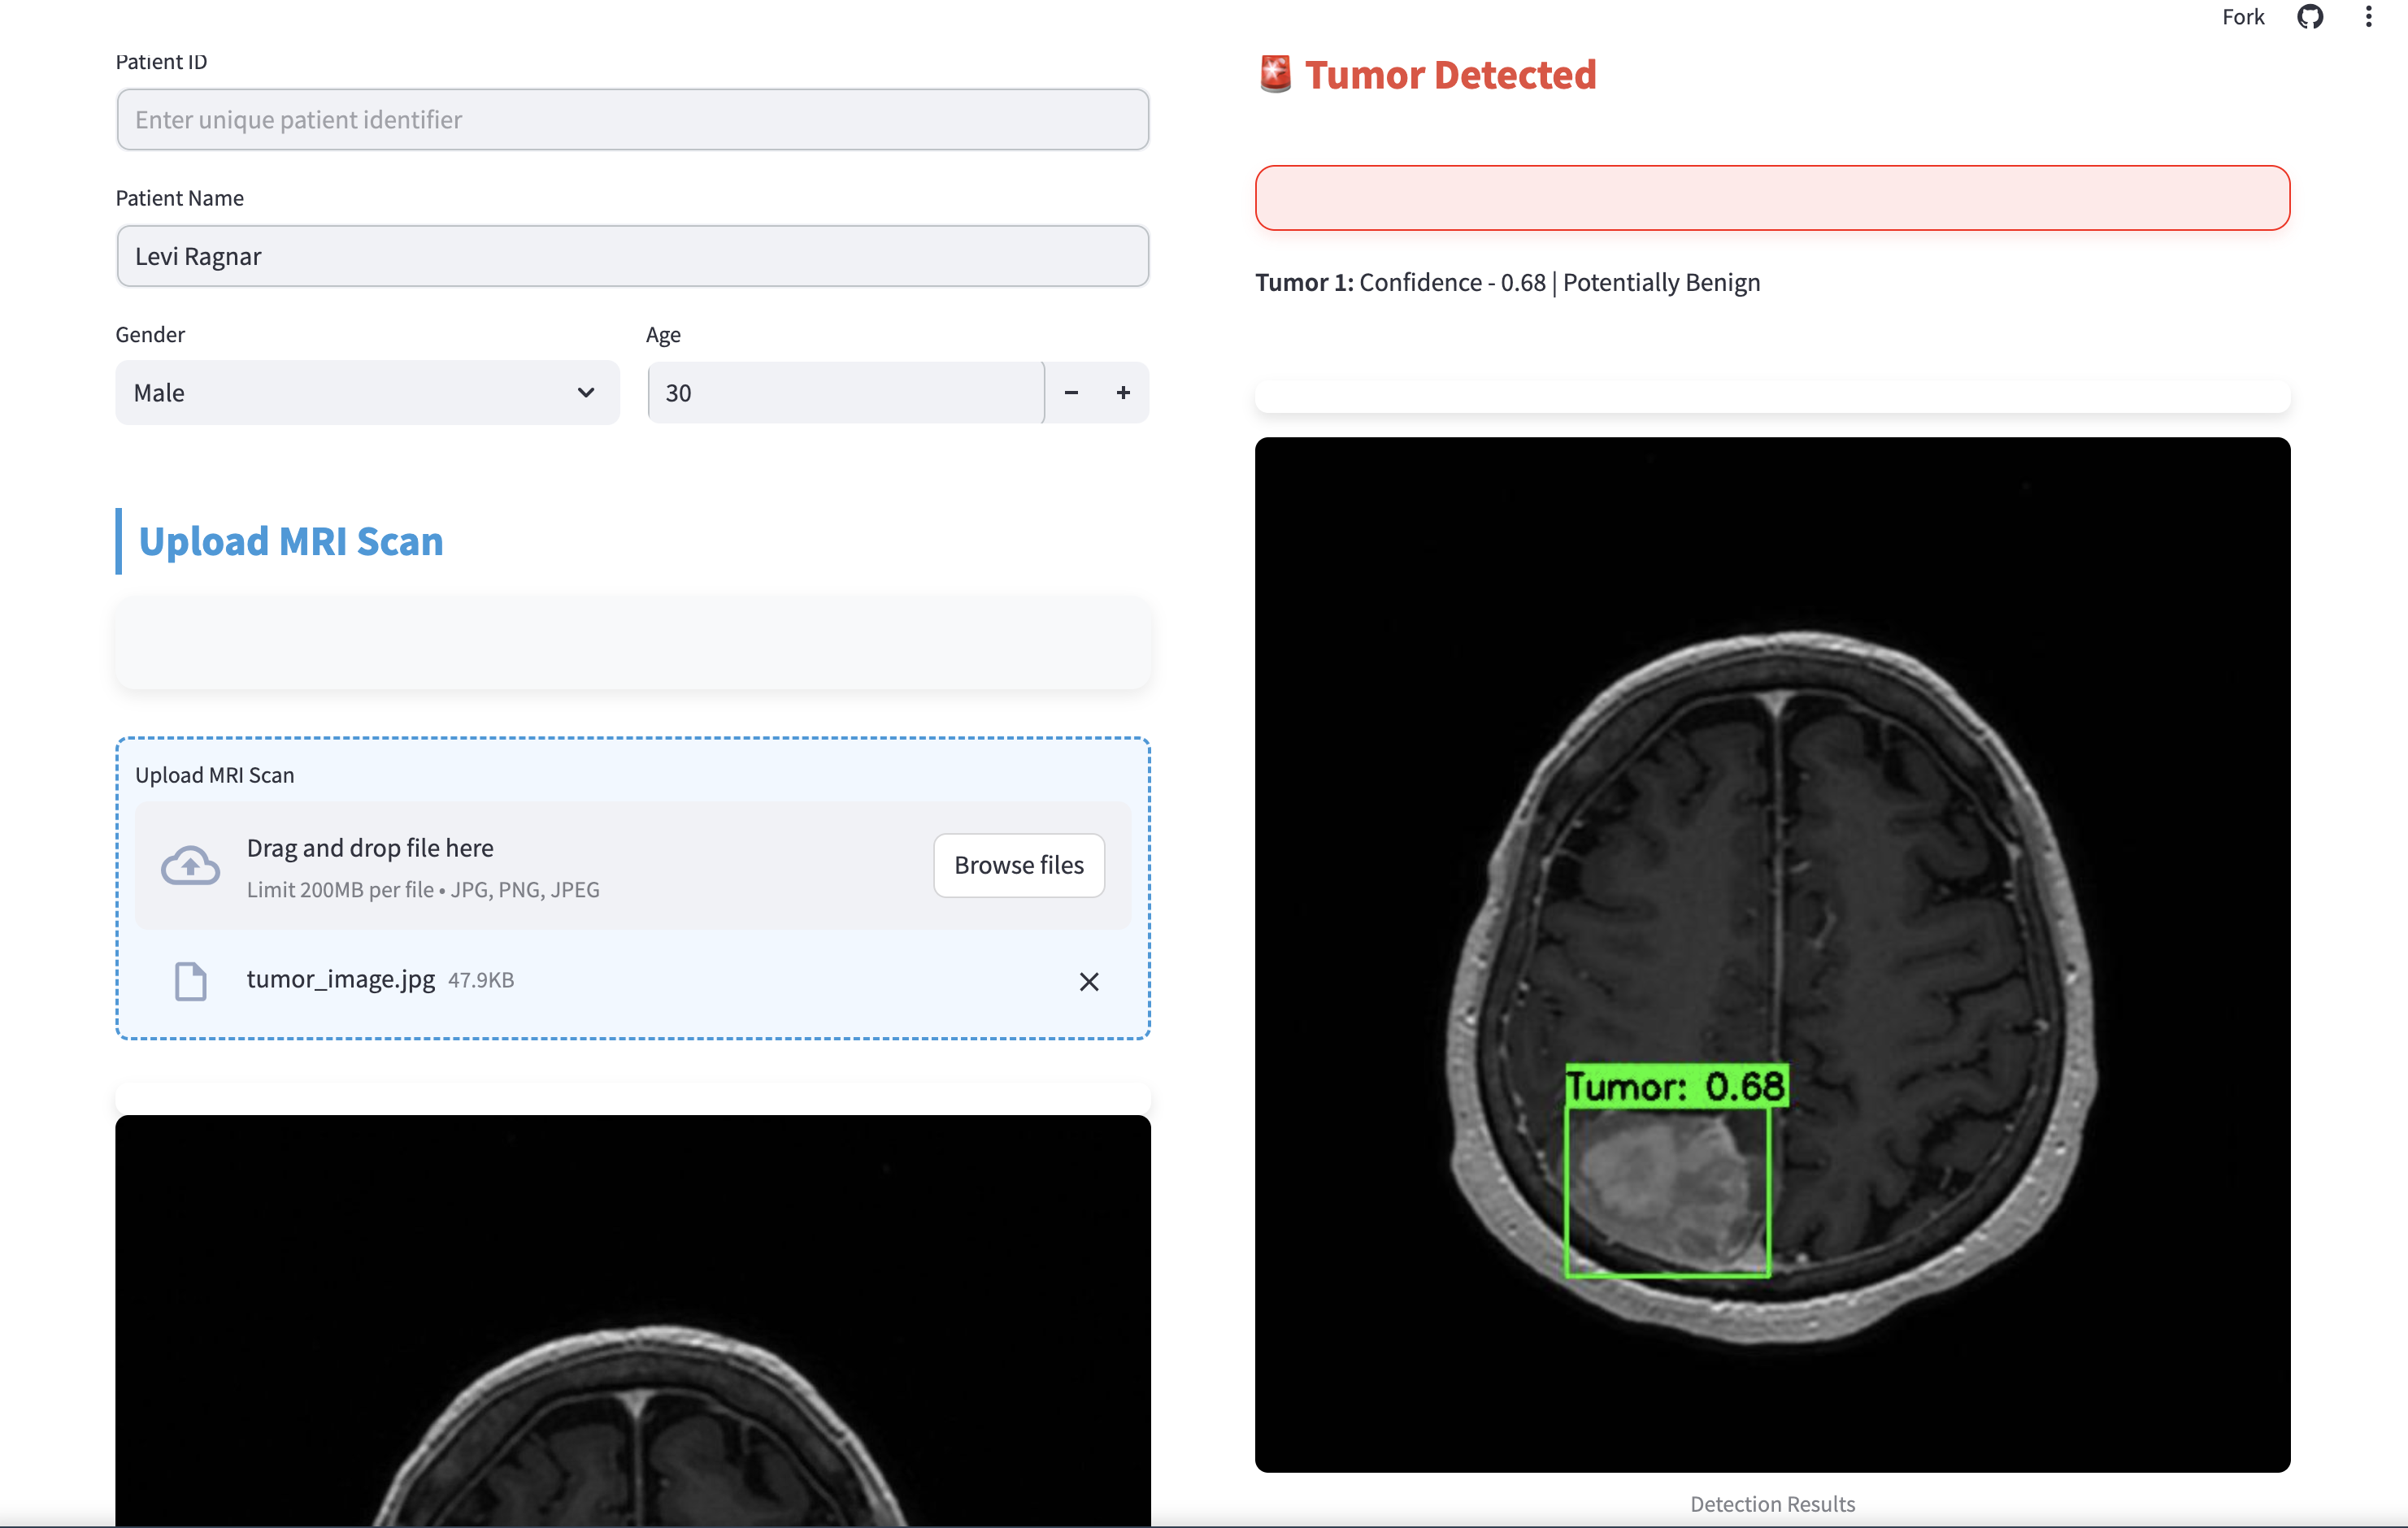 Fork
Patient ID
Enter unique patient identifier
Patient Name
Levi Ragnar
Gender
Age
Male
30
Upload MRI Scan
Upload MRI Scan
Drag and drop file here
Limit 200MB per file • JPG, PNG, JPEG
Browse files
tumor_image.jpg 47.9KB
Tumor Detected
Tumor 1: Confidence - 0.68 | Potentially Benign
Tumor: 0.68
Detection Results